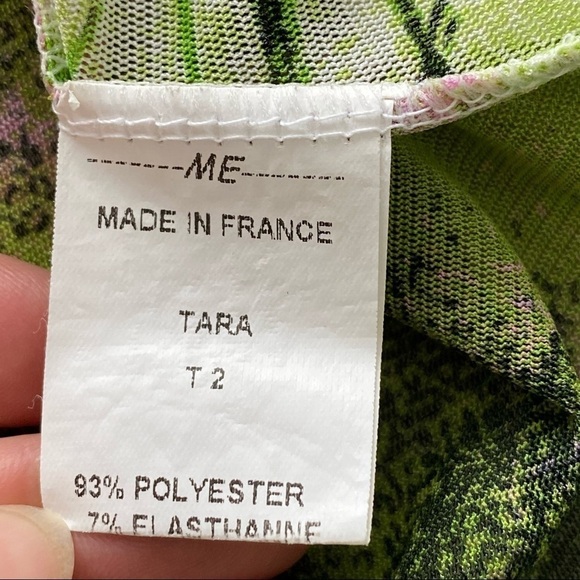 -------ME-------
MADE IN FRANCE
TARA
T 2
93% POLYESTER
7% ELASTHANNE